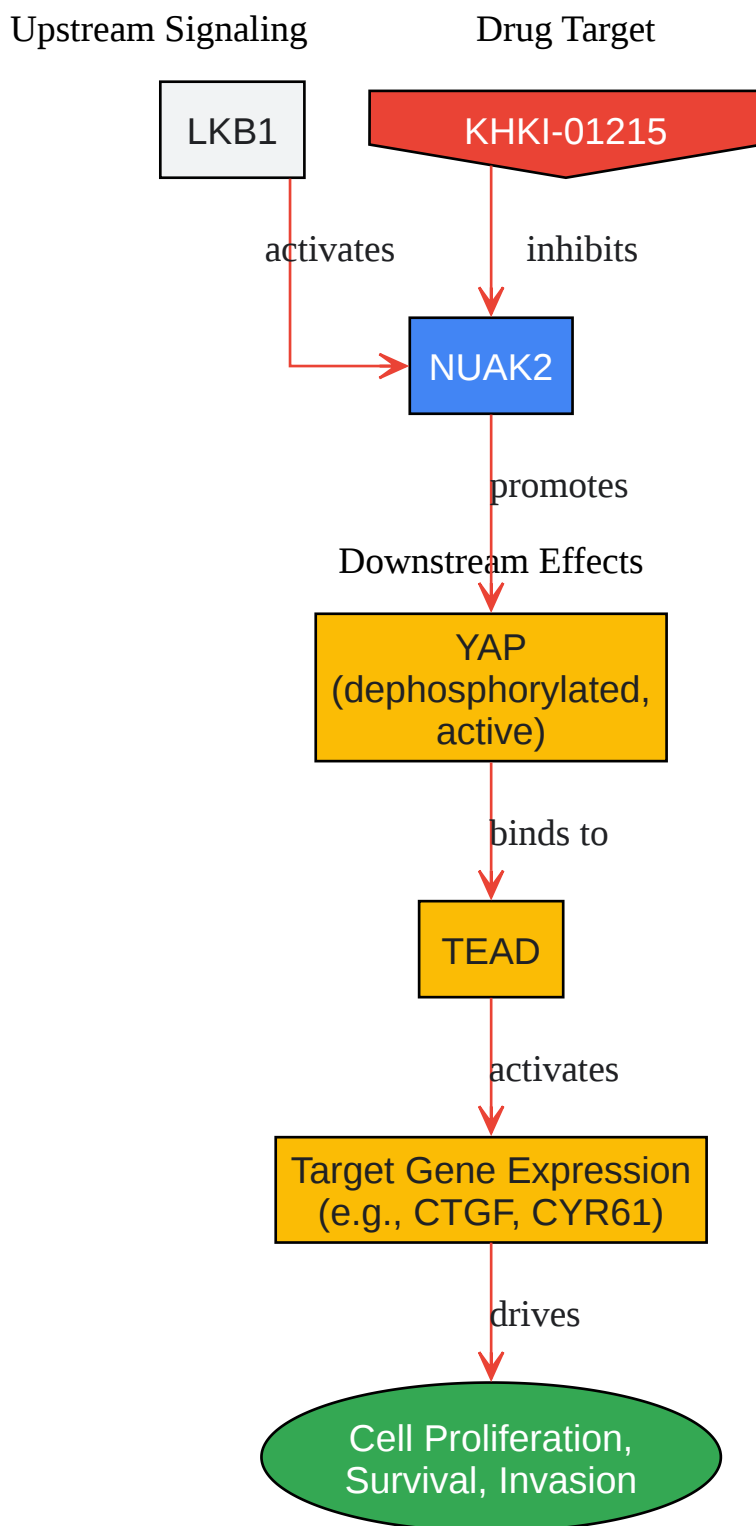 Upstream Signaling
Drug Target
LKB1
KHKI-01215
activates
inhibits
NUAK2
promotes
Downstream Effects
YAP
(dephosphorylated,
active)
binds to
TEAD
activates
Target Gene Expression
(e.g., CTGF, CYR61)
drives
Cell Proliferation,
Survival, Invasion